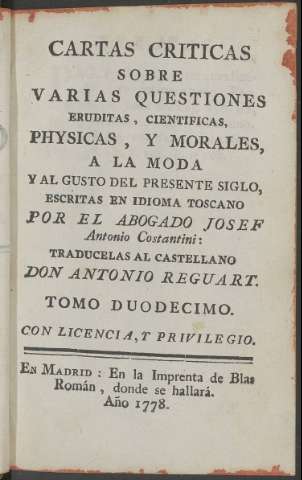 CARTAS CRITICAS
SOBRE
VARIAS QUESTIONES
ERUDITAS, CIENTIFICAS,
PHYSICAS, Y MORALES,
A LA MODA
Y AL GUSTO DEL PRESENTE SIGLO,
ESCRITAS EN IDIOMA TOSCANO
POR EL ABOGADO JOSEF
Antonio Costantini:
TRADUCELAS AL CASTELLANO
DON ANTONIO REGUART.
TOMO DUODECIMO.
CON LICENCIA, Y PRIVILEGIO.
EN MADRID: En la Imprenta de Blas
Román, donde se hallará.
Año 1778.